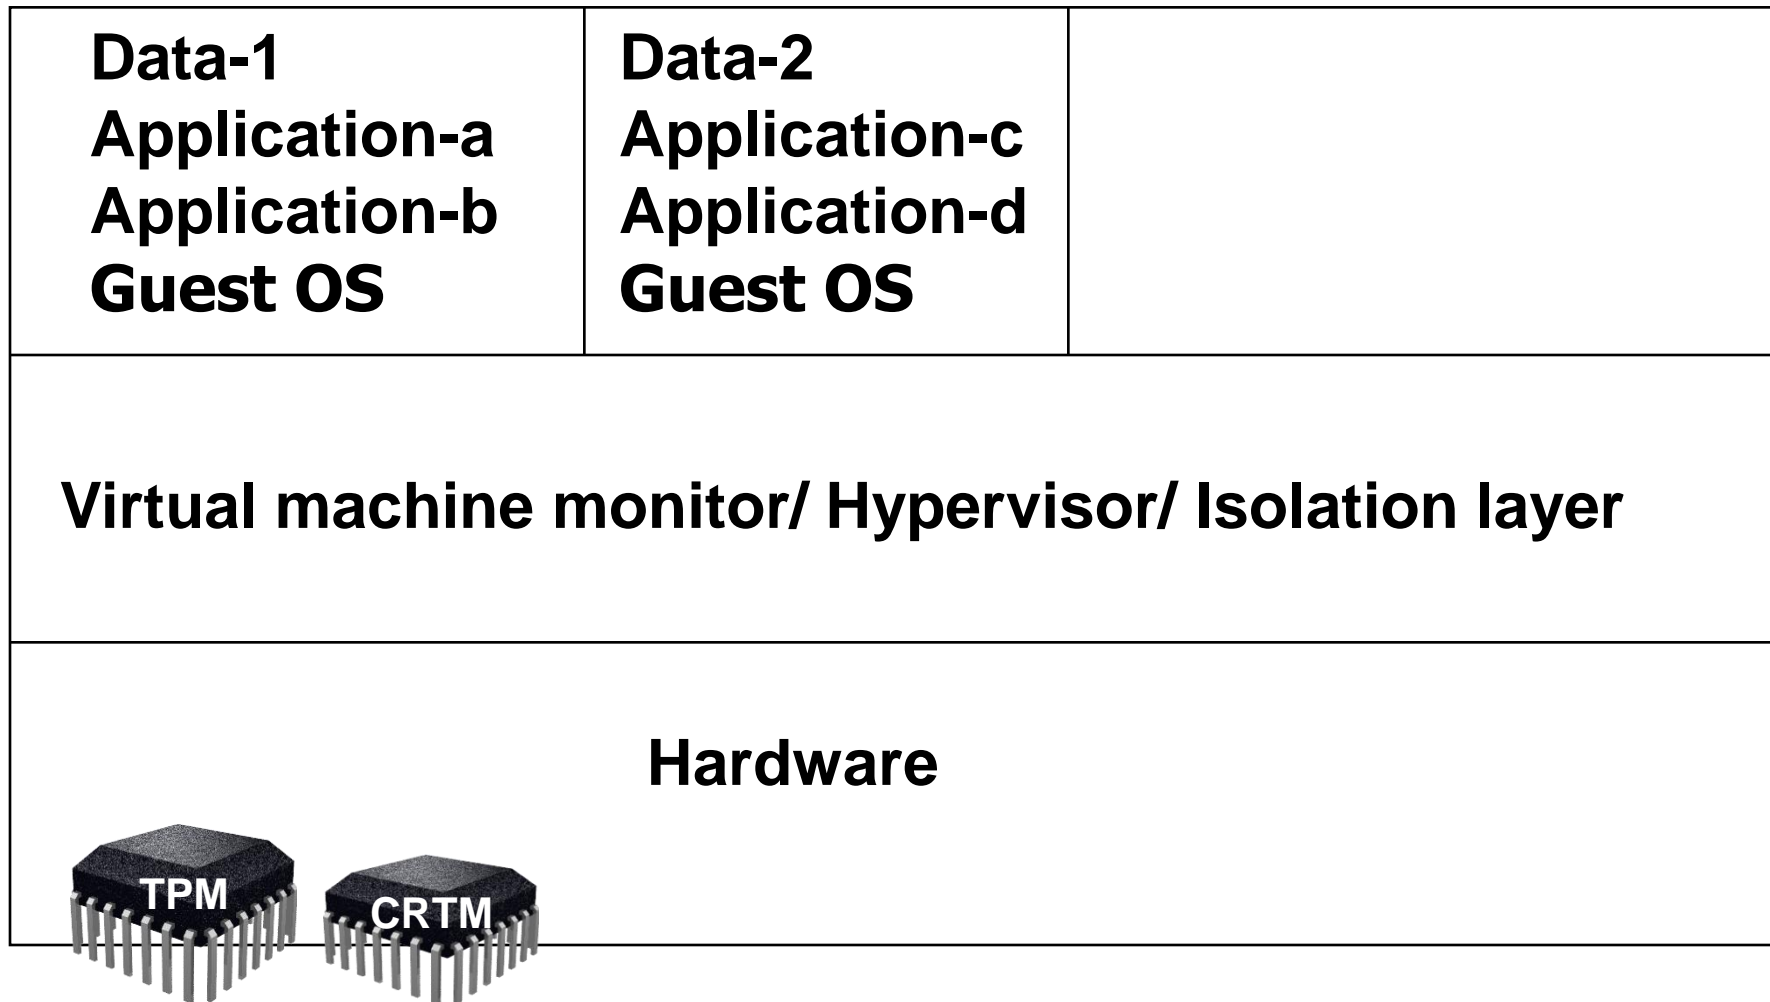 Data-1
Application-a
Application-b
Guest OS
Data-2
Application-c
Application-d
Guest OS
Virtual machine monitor/ Hypervisor/ Isolation layer
Hardware
TPM
CRTM